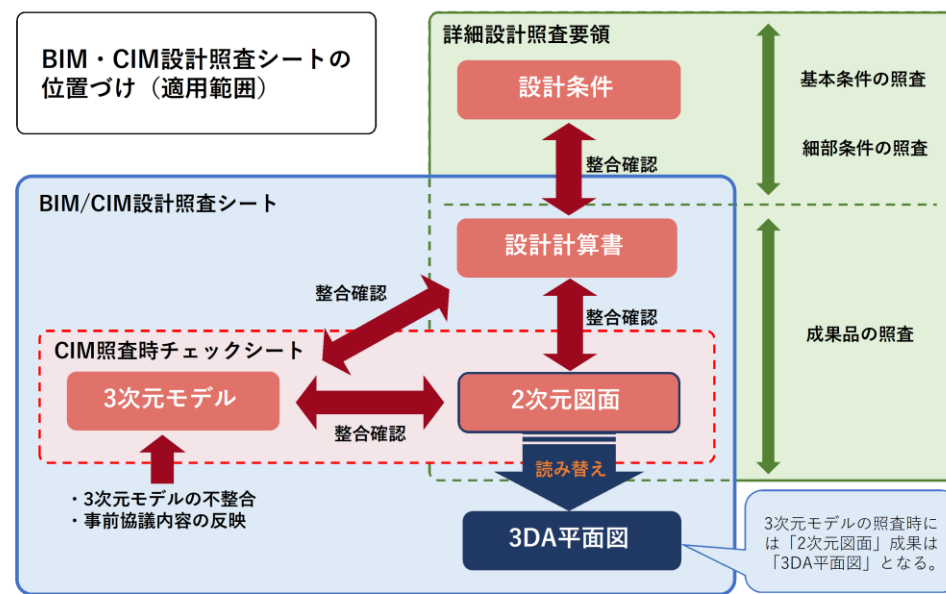 BIM・CIM設計照査シートの
位置づけ（適用範囲）
詳細設計照査要領
設計条件
基本条件の照査
細部条件の照査
整合確認
BIM/CIM設計照査シート
設計計算書
整合確認
整合確認
成果品の照査
CIM照査時チェックシート
3次元モデル
整合確認
2次元図面
読み替え
・3次元モデルの不整合
・事前協議内容の反映
3DA平面図
3次元モデルの照査時に
は「2次元図面」成果は
「3DA平面図」となる。